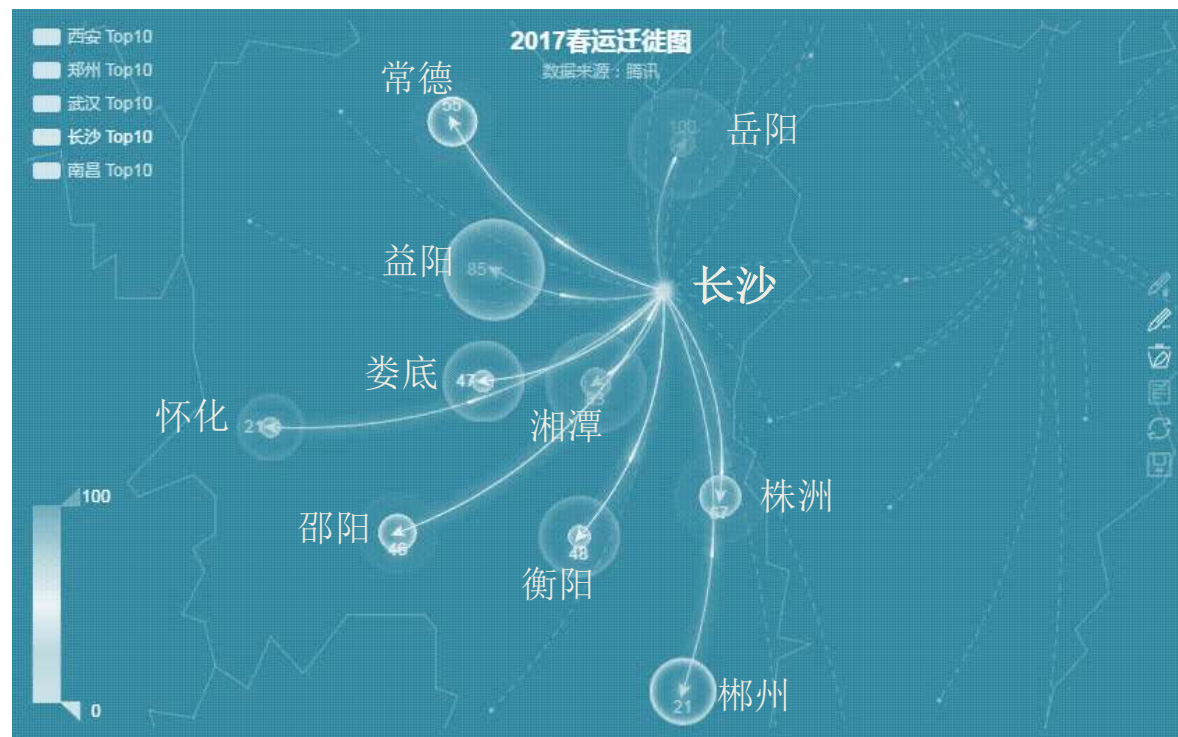 2017春运迁徙图
数据来源：腾讯
西安 Top10
郑州 Top10
武汉 Top10
长沙 Top10
南昌 Top10
常德
55
100
岳阳
益阳
85
长沙
娄底
47
怀化
21
湘潭
53
株洲
67
邵阳
46
衡阳
48
郴州
21
100
0